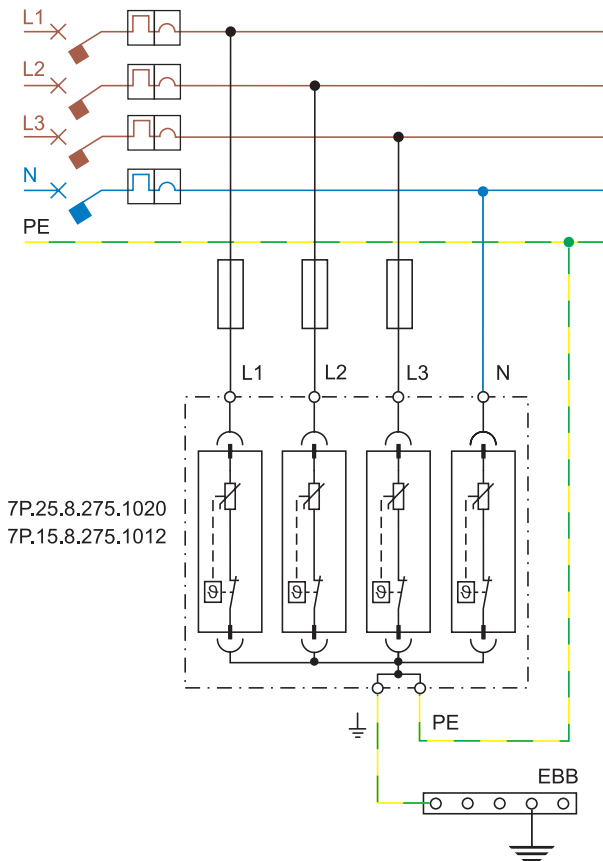 L1
L2
L3
N
PE
L1 L2 L3 N
7P.25.8.275.1020
7P.15.8.275.1012
ϑ ϑ ϑ ϑ
PE
EBB